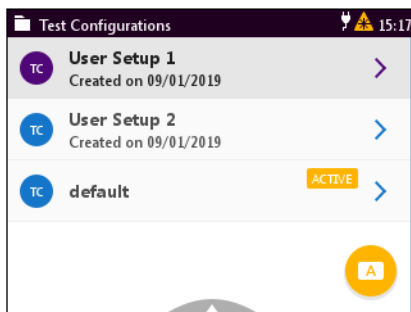 Test Configurations 15:17
TC User Setup 1
Created on 09/01/2019
TC User Setup 2
Created on 09/01/2019
TC default ACTIVE
A